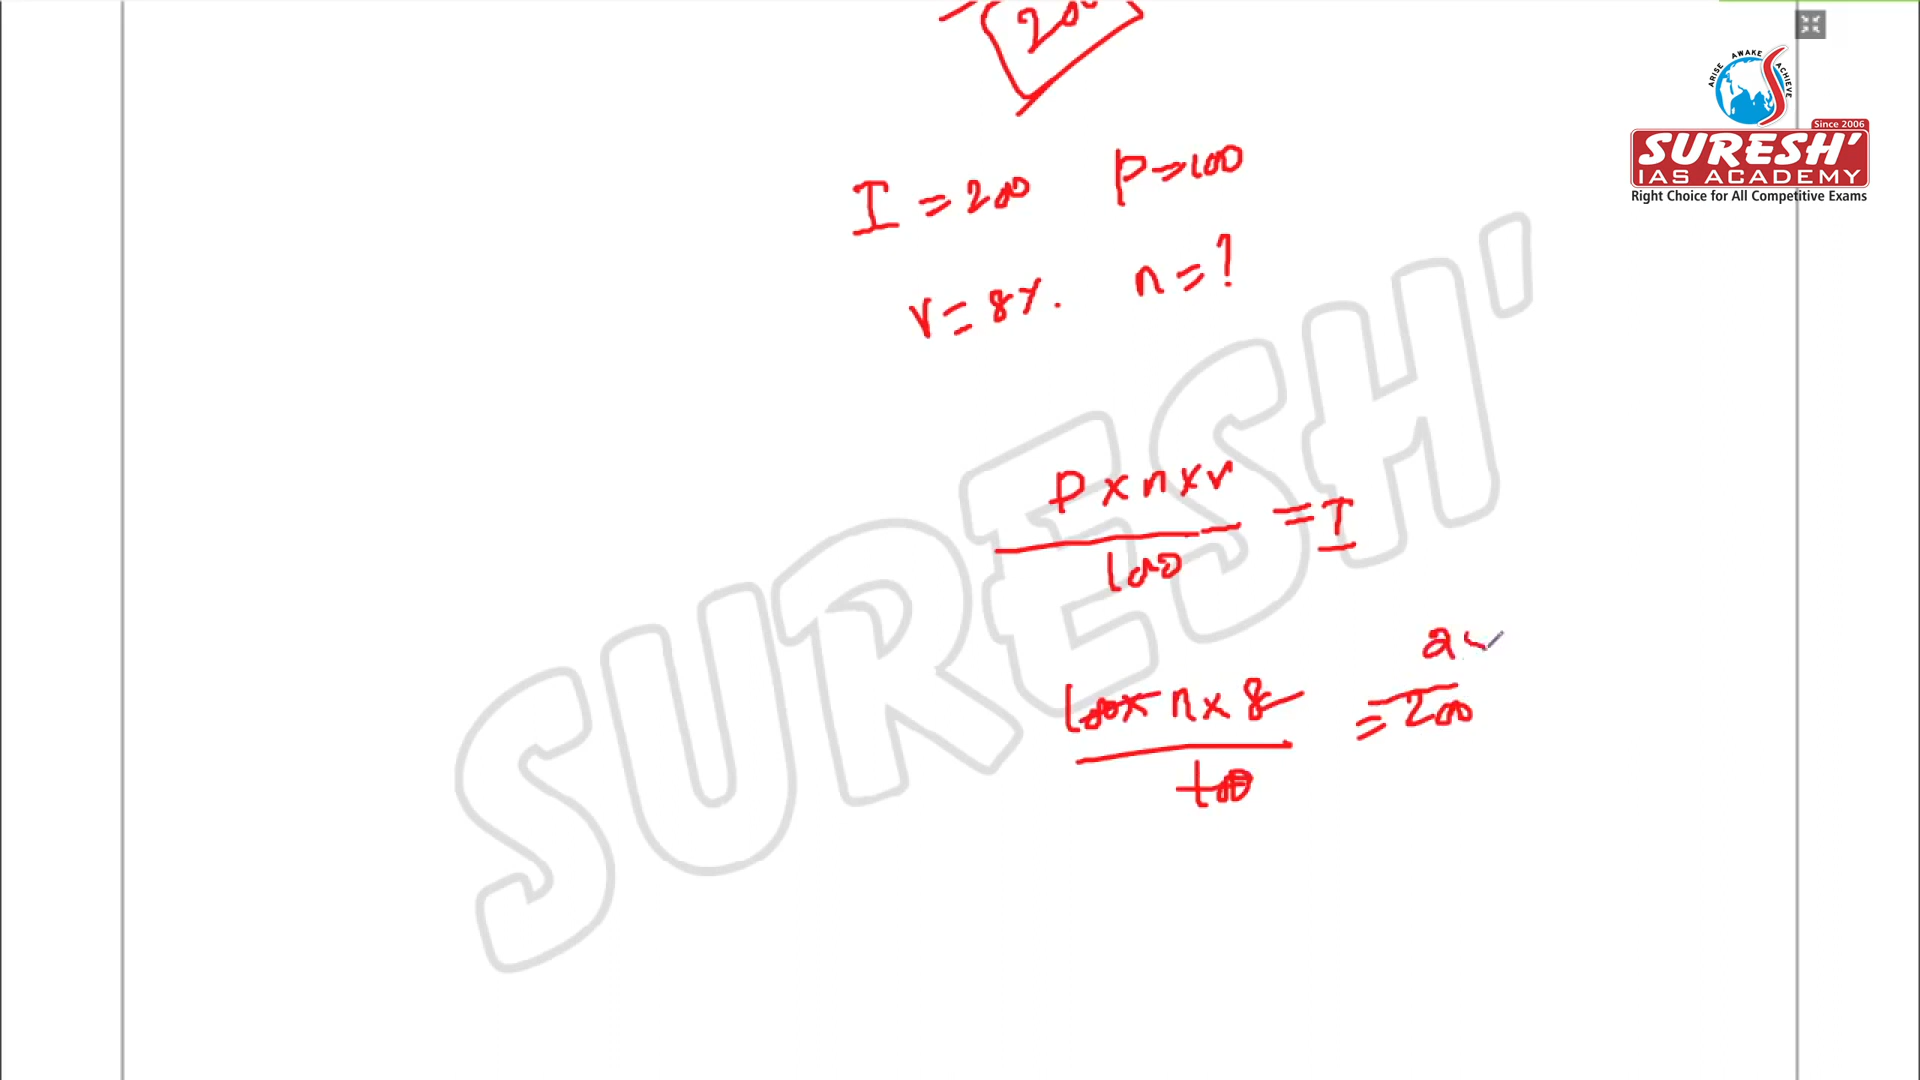 200
I = 200 P = 100
r = 8%. n = ?
P × n × r
= I
100
100 × n × 8 = 200
100
ARISE AWAKE ACHIEVE
Since 2006
SURESH'
IAS ACADEMY
Right Choice for All Competitive Exams
SURESH'